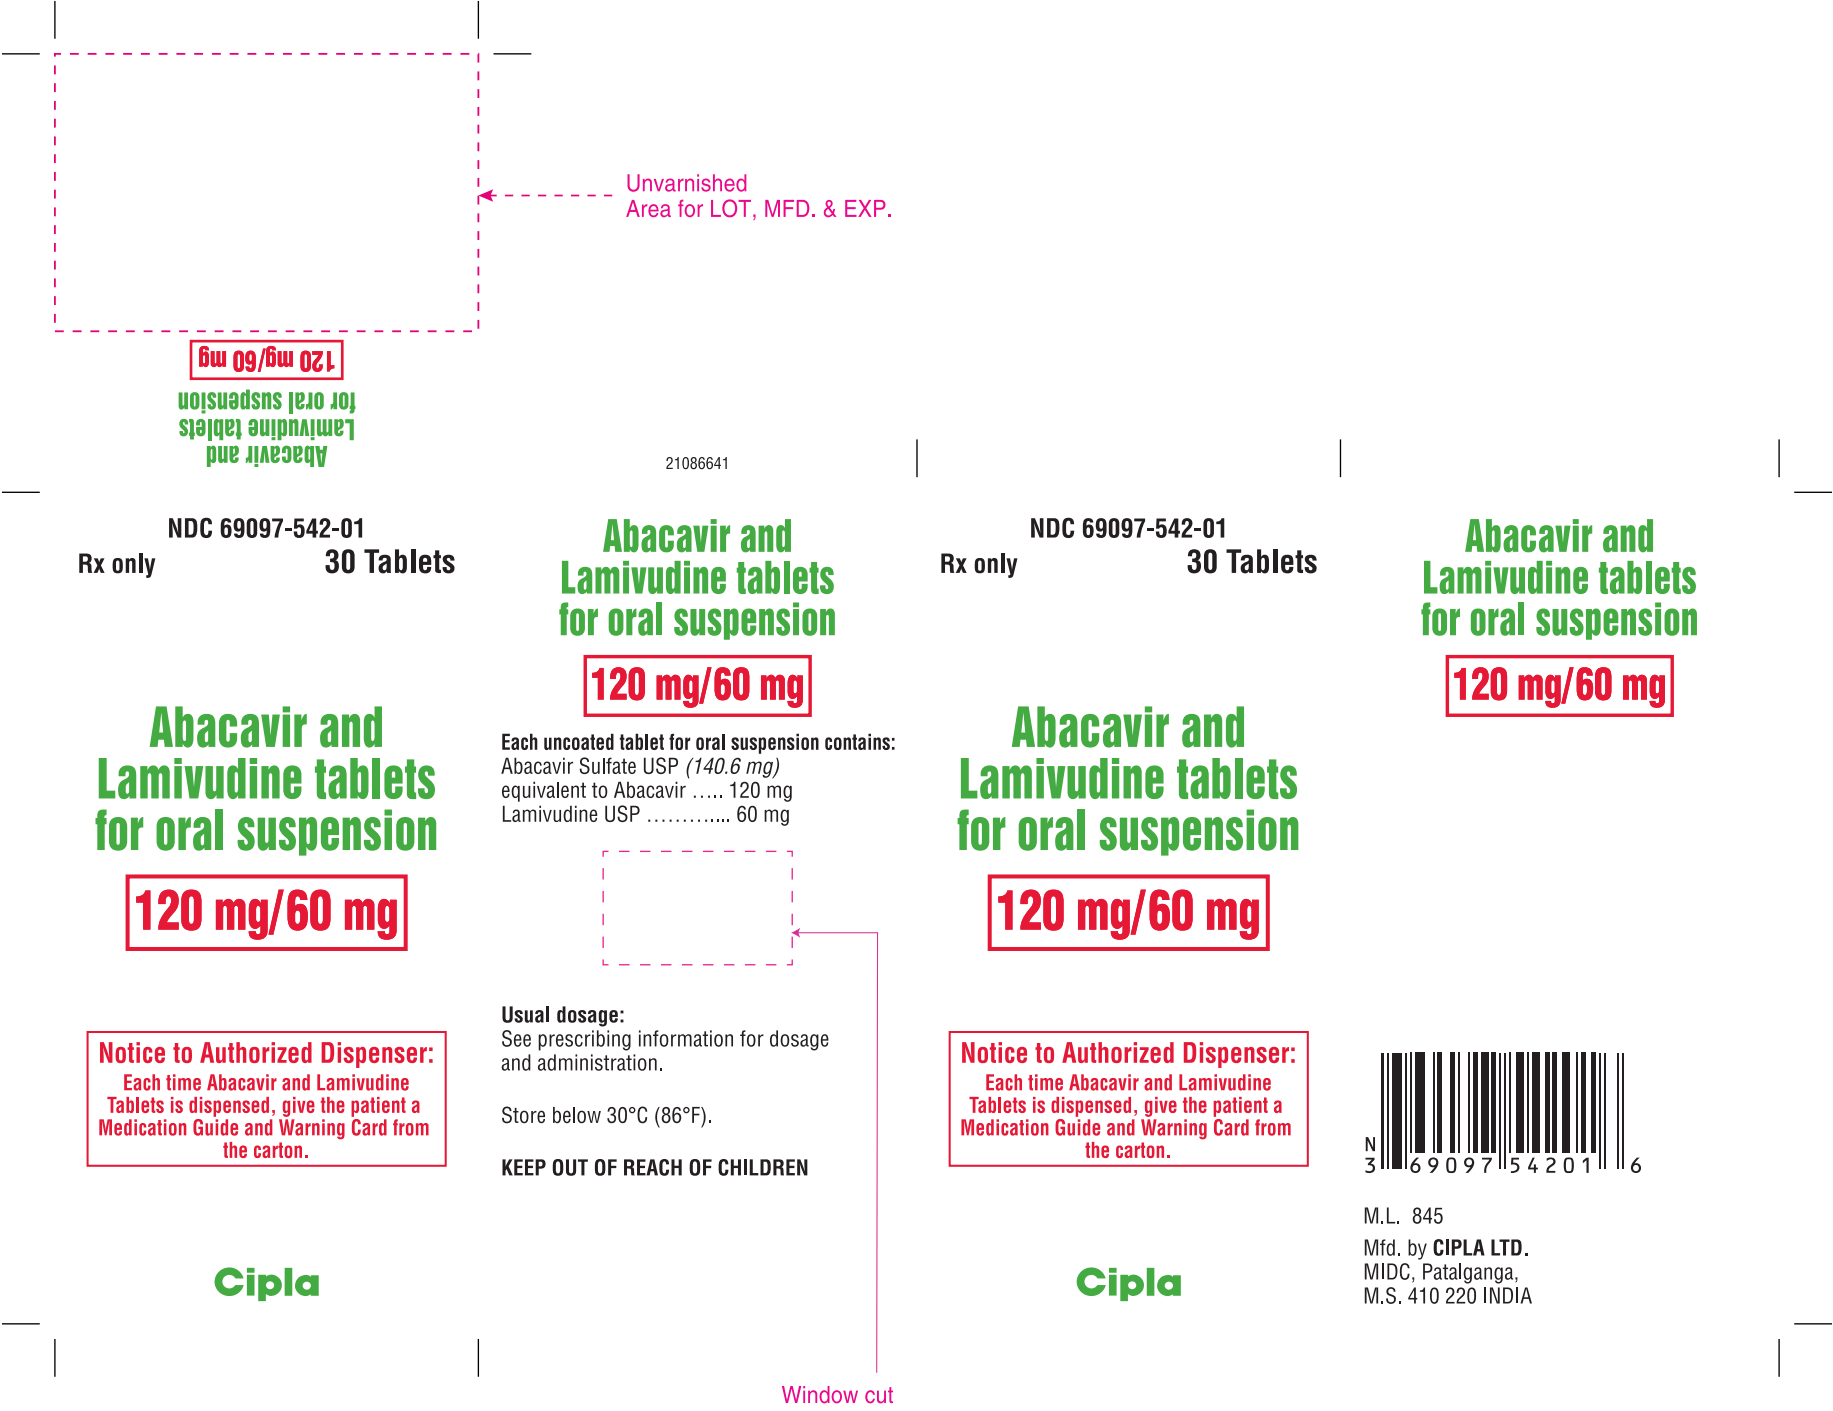 Unvarnished
Area for LOT, MFD. & EXP.
Abacavir and
Lamivudine tablets
for oral suspension
120 mg/60 mg
NDC 69097-542-01
Rx only 30 Tablets
Abacavir and
Lamivudine tablets
for oral suspension
120 mg/60 mg
Notice to Authorized Dispenser:
Each time Abacavir and Lamivudine
Tablets is dispensed, give the patient a
Medication Guide and Warning Card from
the carton.
Cipla
21086641
Abacavir and
Lamivudine tablets
for oral suspension
120 mg/60 mg
Each uncoated tablet for oral suspension contains:
Abacavir Sulfate USP (140.6 mg)
equivalent to Abacavir ..... 120 mg
Lamivudine USP ............ 60 mg
Usual dosage:
See prescribing information for dosage
and administration.
Store below 30°C (86°F).
KEEP OUT OF REACH OF CHILDREN
Window cut
NDC 69097-542-01
Rx only 30 Tablets
Abacavir and
Lamivudine tablets
for oral suspension
120 mg/60 mg
Notice to Authorized Dispenser:
Each time Abacavir and Lamivudine
Tablets is dispensed, give the patient a
Medication Guide and Warning Card from
the carton.
Cipla
Abacavir and
Lamivudine tablets
for oral suspension
120 mg/60 mg
N
3 69097 54201 6
M.L. 845
Mfd. by CIPLA LTD.
MIDC, Patalganga,
M.S. 410 220 INDIA